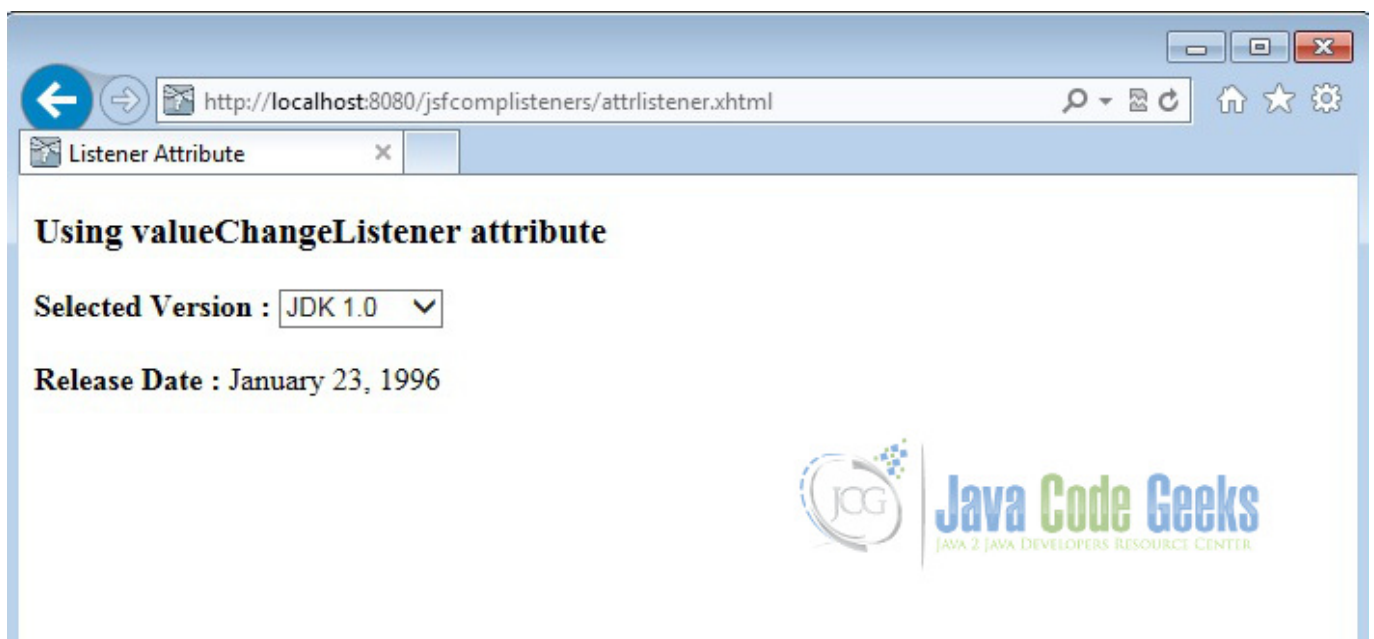 http://localhost:8080/jsfcomplisteners/attrlistener.xhtml
Listener Attribute
Using valueChangeListener attribute
Selected Version : JDK 1.0
Release Date : January 23, 1996
JCG
Java Code Geeks
JAVA 2 JAVA DEVELOPERS RESOURCE CENTER